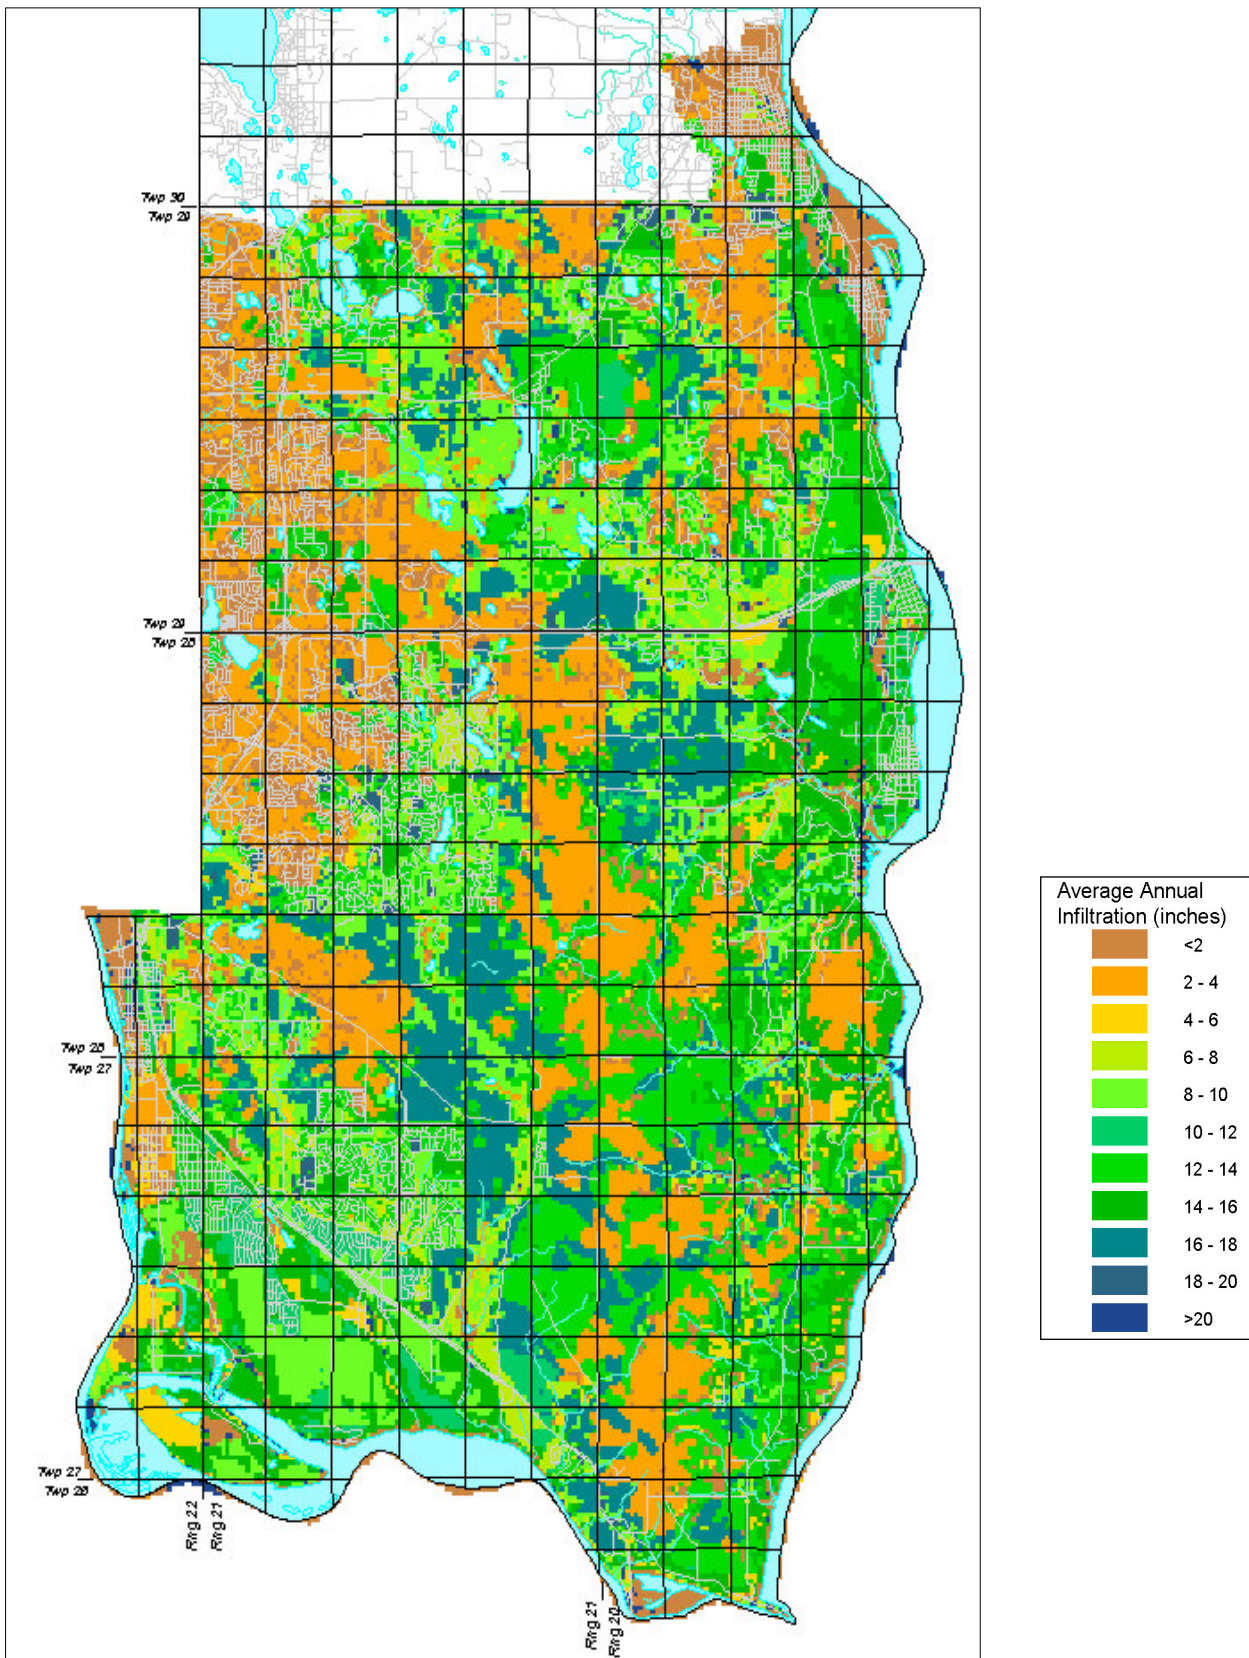 Twp 30
Twp 29
Twp 29
Twp 28
Twp 28
Twp 27
Twp 27
Twp 26
Rng 22
Rng 21
Rng 21
Rng 20
Average Annual
Infiltration (inches)
<2
2 - 4
4 - 6
6 - 8
8 - 10
10 - 12
12 - 14
14 - 16
16 - 18
18 - 20
>20